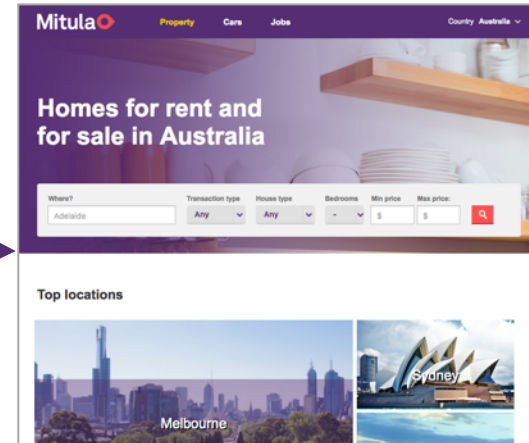 Mitula
Property Cars Jobs
Country Australia
Homes for rent and
for sale in Australia
Where? Transaction type House type Bedrooms Min price Max price:
Adelaide Any Any - $ $
Top locations
Melbourne
Sydney